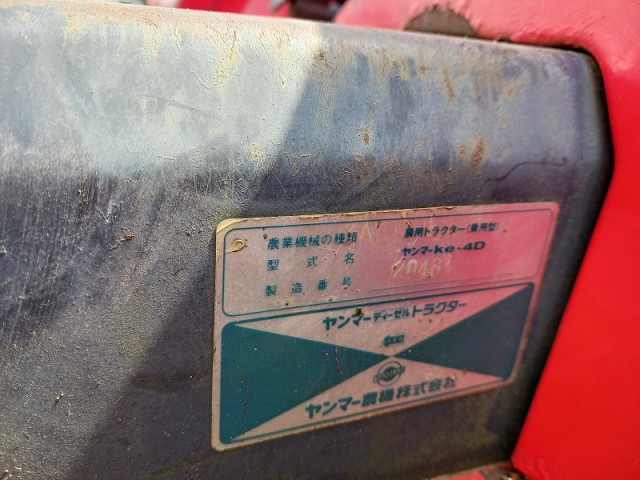 農業機械の種類 農用トラクター(乗用型)
型式名 ヤンマーke-4D
製造番号
ヤンマーディーゼルトラクター
ヤンマー農機株式会社